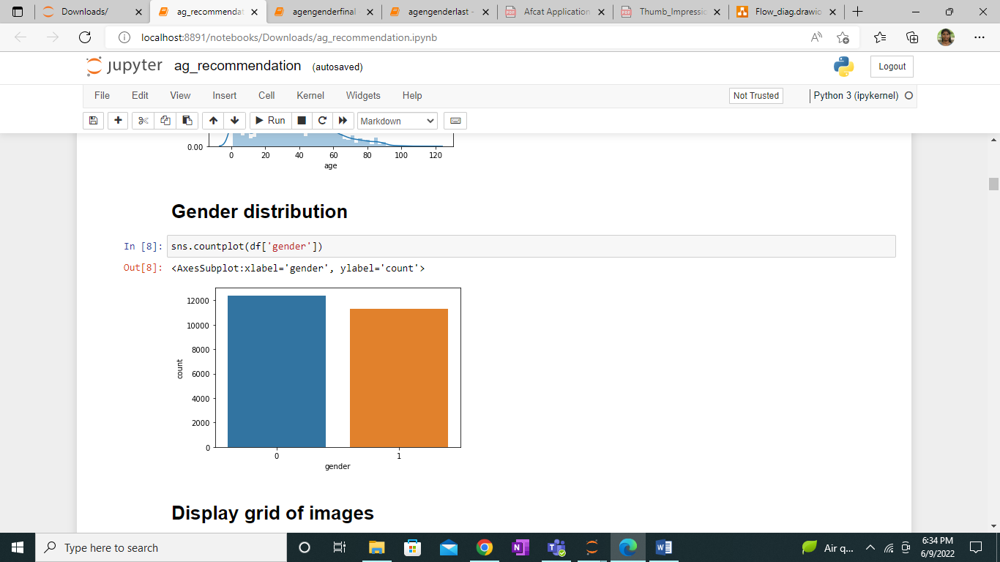 Downloads/
ag_recommendat
agengenderfinal -
agengenderlast -
Afcat Application
Thumb_Impressio
Flow_diag.drawio
localhost:8891/notebooks/Downloads/ag_recommendation.ipynb
jupyter ag_recommendation (autosaved)
Logout
File Edit View Insert Cell Kernel Widgets Help
Not Trusted
Python 3 (ipykernel)
Run
Markdown
0.00
0 20 40 60 80 100 120
age
Gender distribution
In [8]: sns.countplot(df['gender'])
Out[8]: <AxesSubplot:xlabel='gender', ylabel='count'>
12000
10000
8000
6000
4000
2000
0
count
0 1
gender
Display grid of images
Type here to search
Air q...
6:34 PM
6/9/2022